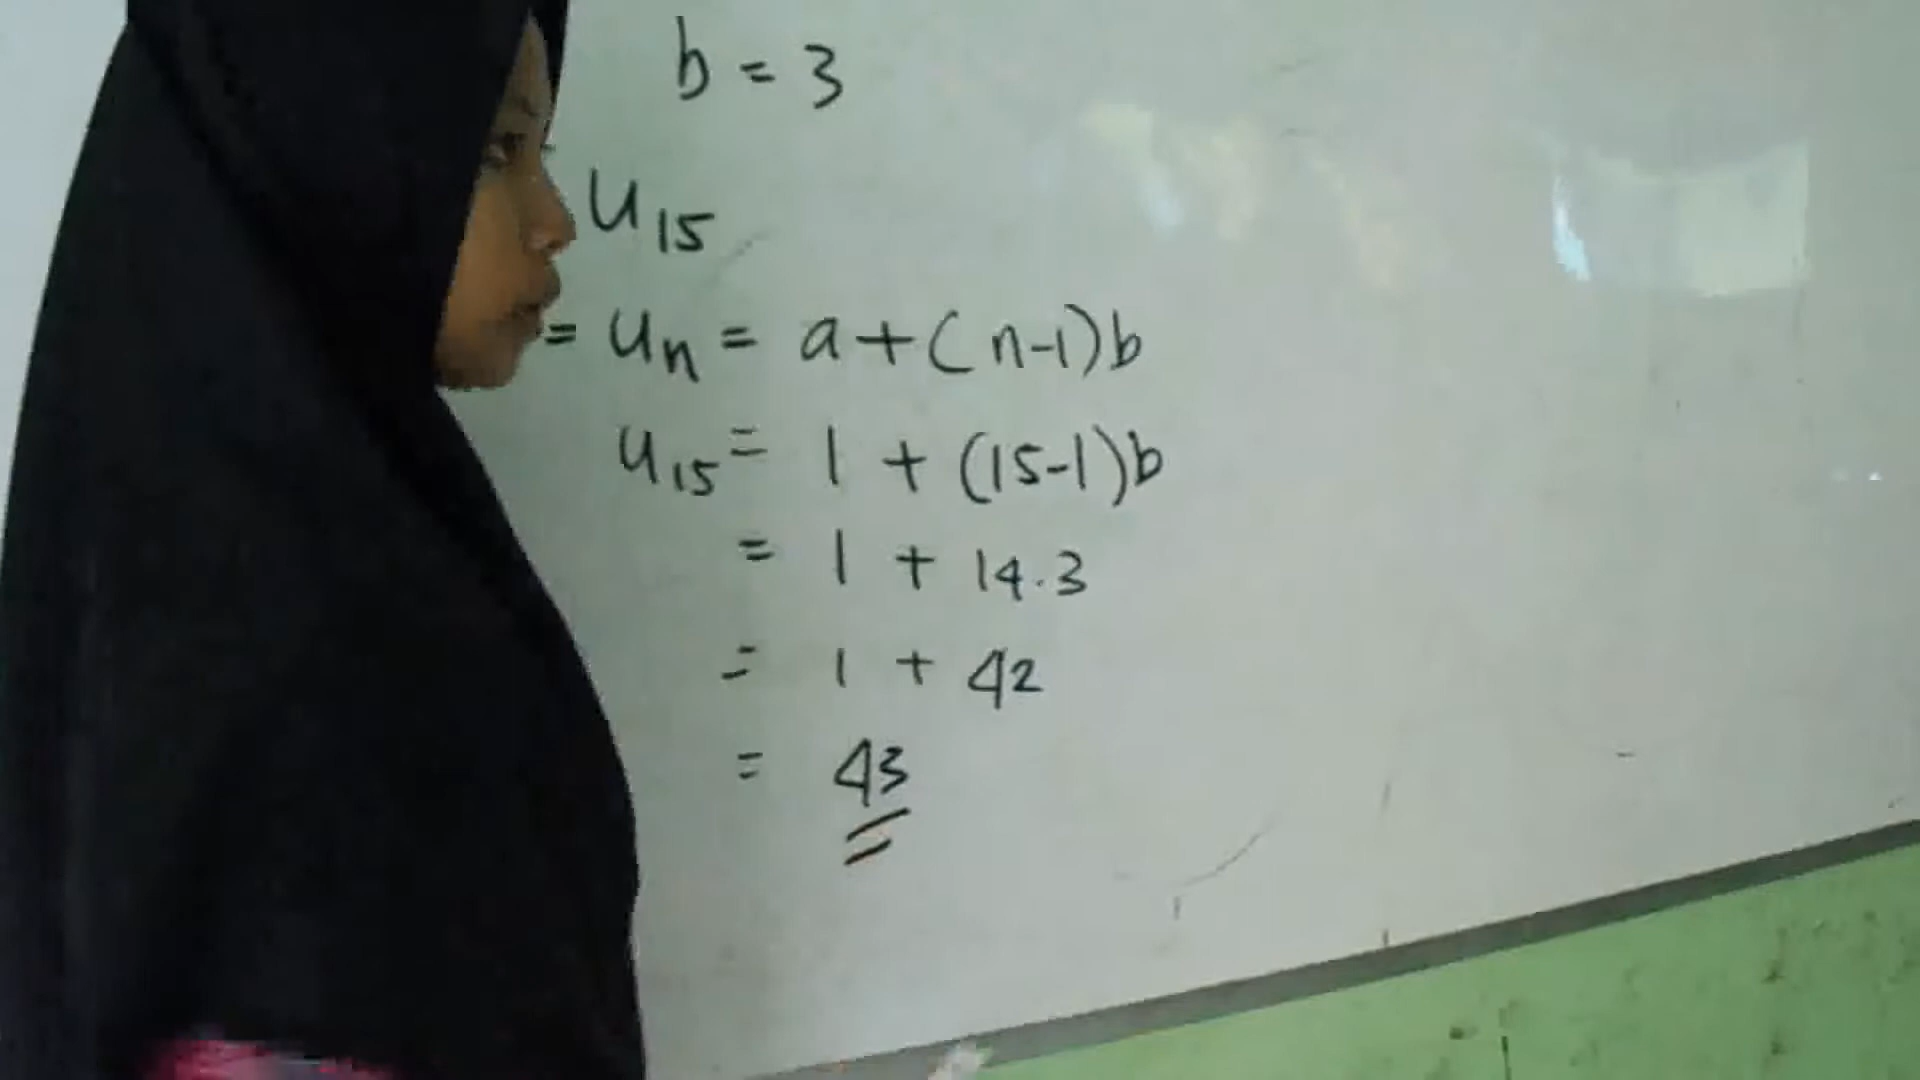 b = 3
U15
= Un = a + (n-1)b
U15 = 1 + (15-1)b
= 1 + 14.3
= 1 + 42
= 43